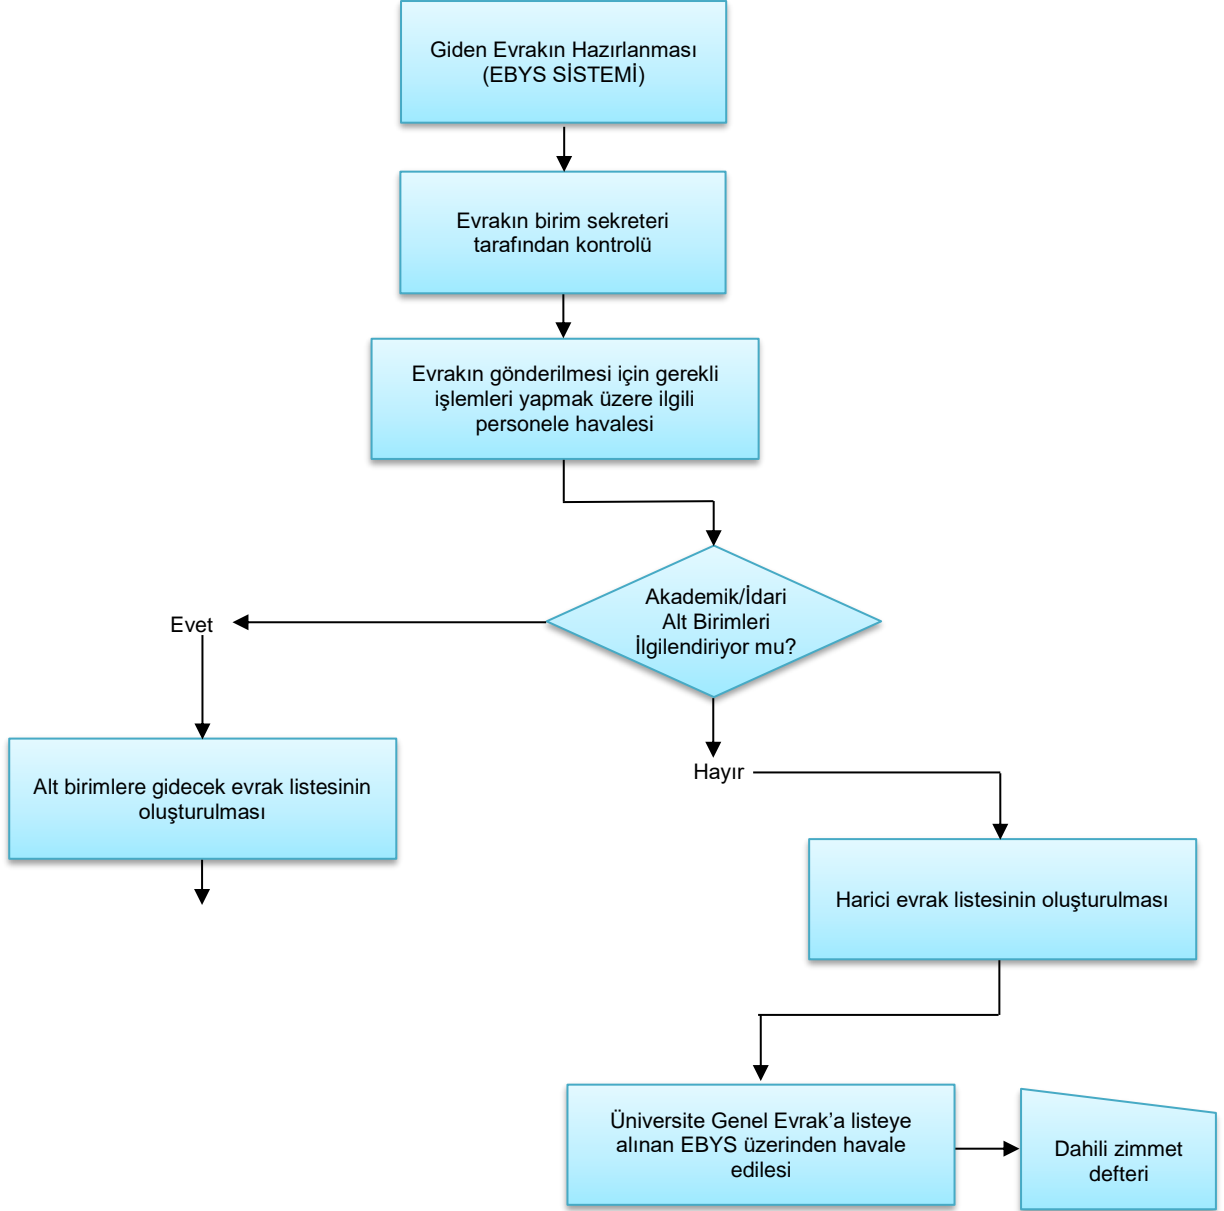 Giden Evrakın Hazırlanması
(EBYS SİSTEMİ)
Evrakın birim sekreteri
tarafından kontrolü
Evrakın gönderilmesi için gerekli
işlemleri yapmak üzere ilgili
personele havalesi
Akademik/İdari
Alt Birimleri
İlgilendiriyor mu?
Evet
Alt birimlere gidecek evrak listesinin
oluşturulması
Hayır
Harici evrak listesinin oluşturulması
Üniversite Genel Evrak’a listeye
alınan EBYS üzerinden havale
edilesi
Dahili zimmet
defteri